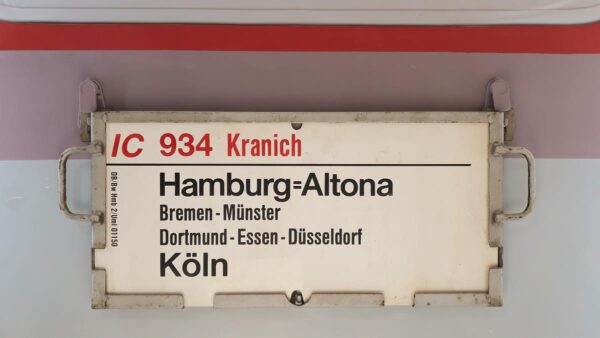 IC 934 Kranich
Hamburg=Altona
Bremen-Münster
Dortmund-Essen-Düsseldorf
Köln